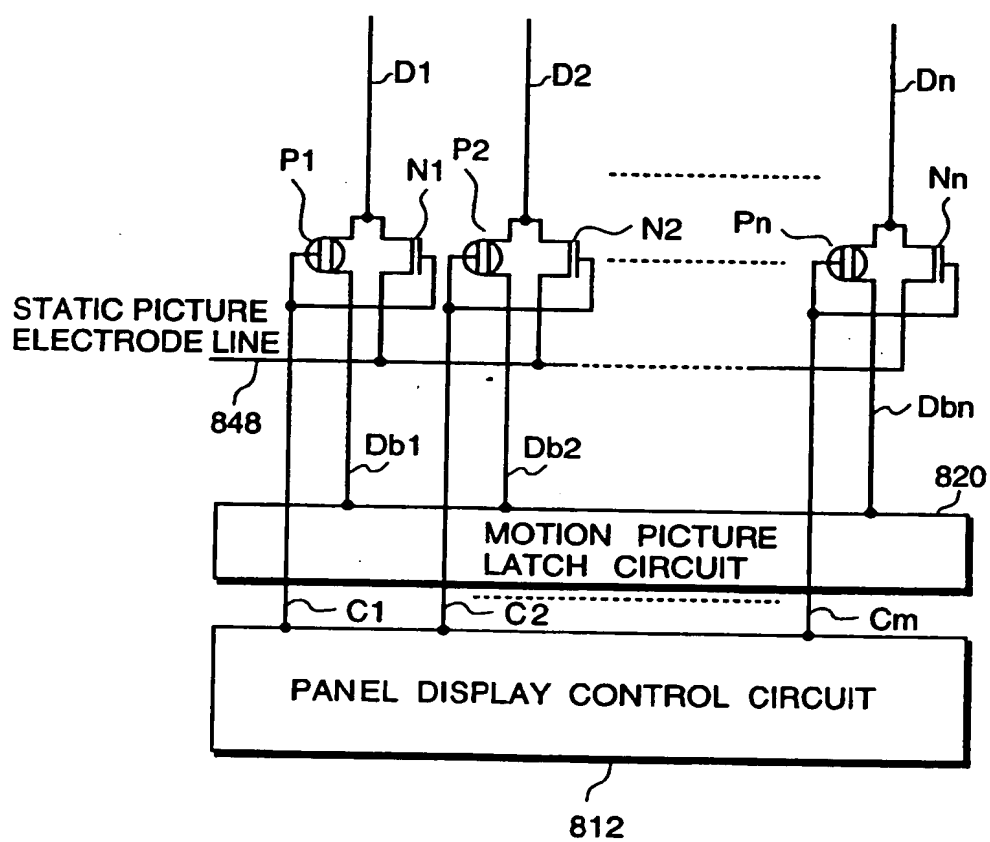 D1
D2
Dn
P1
N1
P2
N2
Pn
Nn
STATIC PICTURE
ELECTRODE LINE
848
Db1
Db2
Dbn
820
MOTION PICTURE
LATCH CIRCUIT
C1
C2
Cm
PANEL DISPLAY CONTROL CIRCUIT
812